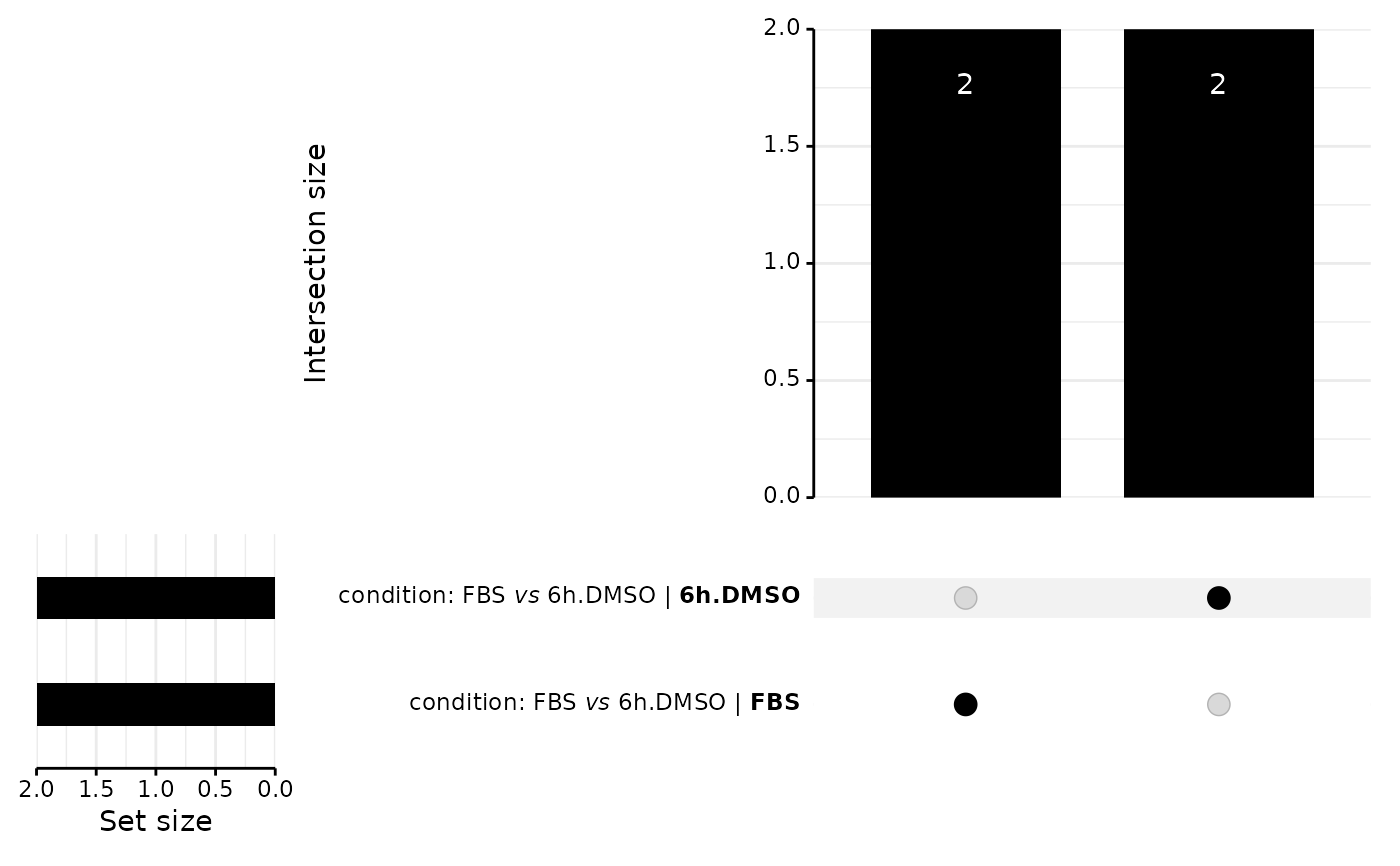 2.0
2 2
1.5
1.0
0.5
0.0
Intersection size
condition: FBS vs 6h.DMSO | 6h.DMSO
condition: FBS vs 6h.DMSO | FBS
2.0 1.5 1.0 0.5 0.0
Set size